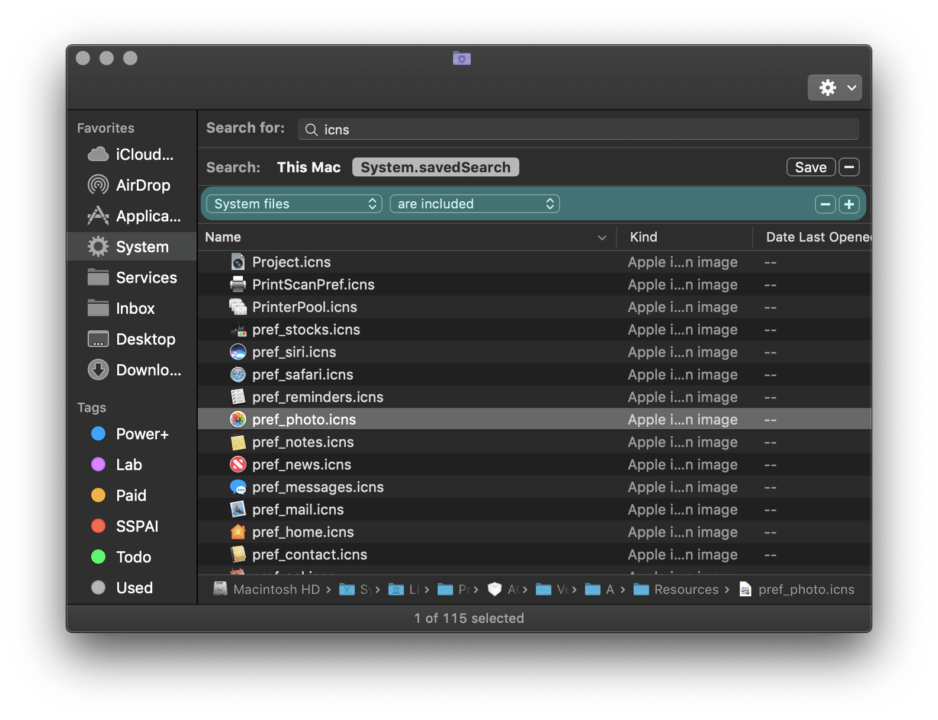 Favorites
iCloud...
AirDrop
Applica...
System
Services
Inbox
Desktop
Downlo...
Tags
Power+
Lab
Paid
SSPAI
Todo
Used
Search for: icns
Search: This Mac System.savedSearch Save
System files are included
Name Kind Date Last Opene
Project.icns Apple i...n image --
PrintScanPref.icns Apple i...n image --
PrinterPool.icns Apple i...n image --
pref_stocks.icns Apple i...n image --
pref_siri.icns Apple i...n image --
pref_safari.icns Apple i...n image --
pref_reminders.icns Apple i...n image --
pref_photo.icns Apple i...n image --
pref_notes.icns Apple i...n image --
pref_news.icns Apple i...n image --
pref_messages.icns Apple i...n image --
pref_mail.icns Apple i...n image --
pref_home.icns Apple i...n image --
pref_contact.icns Apple i...n image --
Macintosh HD › › › › › › A › Resources › pref_photo.icns
1 of 115 selected